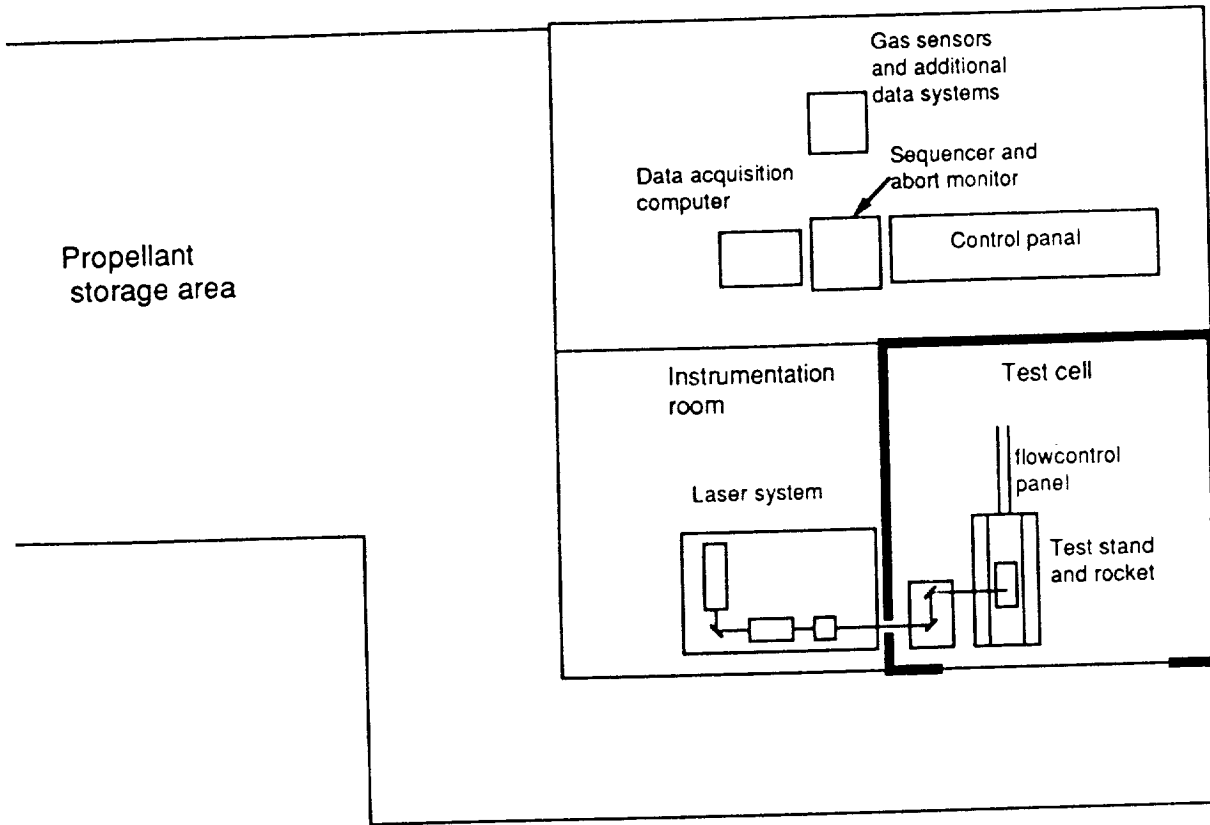 Gas sensors
and additional
data systems
Sequencer and
abort monitor
Data acquisition
computer
Control panal
Propellant
storage area
Instrumentation
room
Test cell
flowcontrol
panel
Laser system
Test stand
and rocket